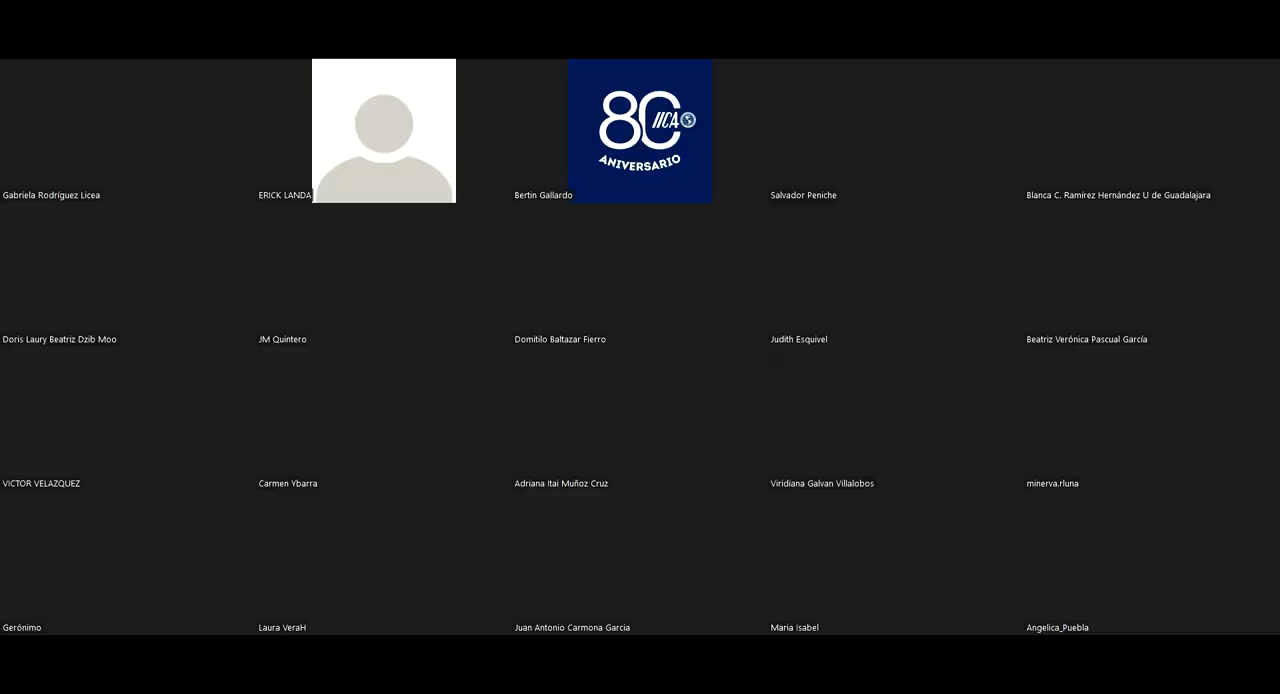 80 IICA
ANIVERSARIO
Gabriela Rodríguez Licea
ERICK LANDA
Bertin Gallardo
Salvador Peniche
Blanca C. Ramírez Hernández U de Guadalajara
Doris Laury Beatriz Dzib Moo
JM Quintero
Domitilo Baltazar Fierro
Judith Esquivel
Beatriz Verónica Pascual García
VICTOR VELAZQUEZ
Carmen Ybarra
Adriana Itai Muñoz Cruz
Viridiana Galvan Villalobos
minerva.rluna
Gerónimo
Laura VeraH
Juan Antonio Carmona Garcia
Maria Isabel
Angelica_Puebla